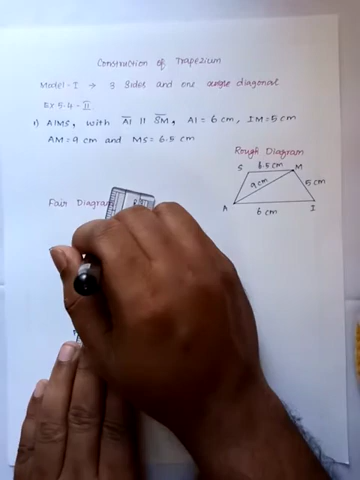 Construction of Trapezium
Model - I → 3 Sides and one diagonal
Ex 5.4 - II
1) AIMS, with AI || SM, AI = 6 cm, IM = 5 cm
AM = 9 cm and MS = 6.5 cm
Rough Diagram
S 6.5 cm M
9 cm 5 cm
A 6 cm I
Fair Diagram